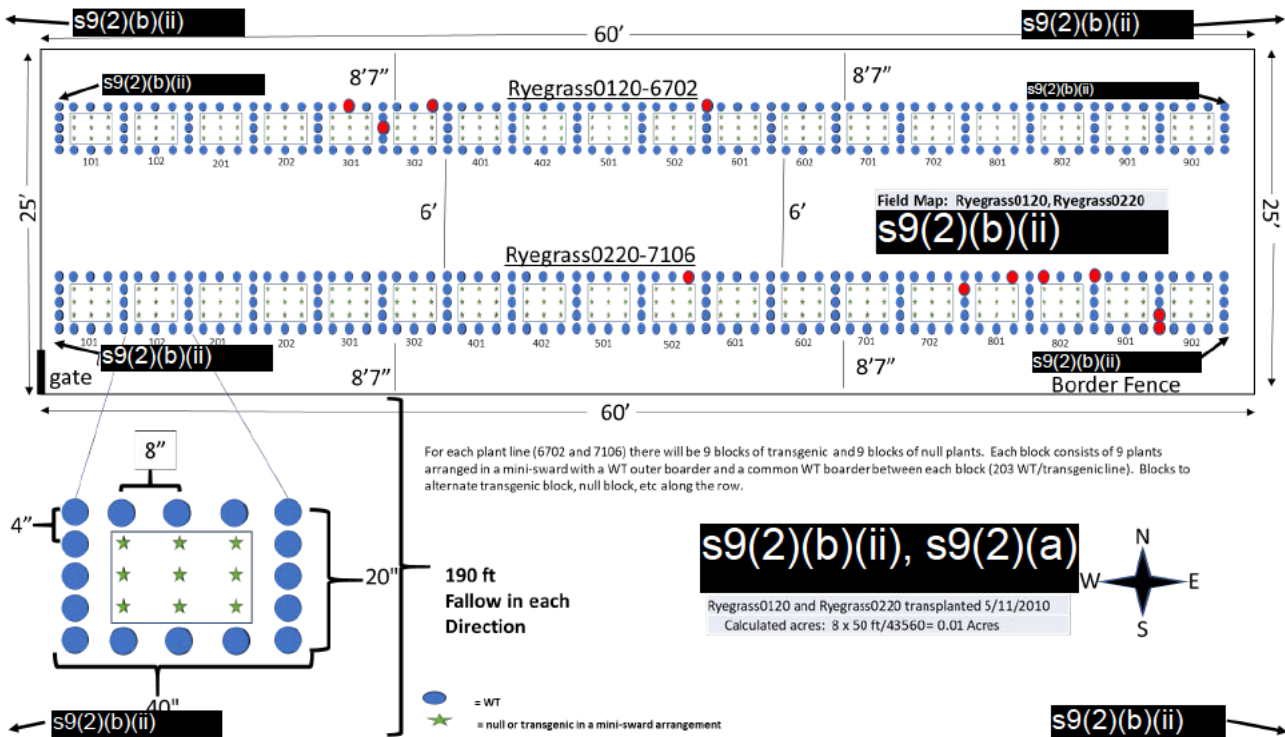 s9(2)(b)(ii)
s9(2)(b)(ii)
60'
s9(2)(b)(ii)
8'7"
Ryegrass0120-6702
8'7"
s9(2)(b)(ii)
101 102 201 202 301 302 401 402 501 502 601 602 701 702 801 802 901 902
25'
6'
6'
Field Map: Ryegrass0120, Ryegrass0220
s9(2)(b)(ii)
25'
Ryegrass0220-7106
101 102 201 202 301 302 401 402 501 502 601 602 701 702 801 802 901 902
s9(2)(b)(ii)
s9(2)(b)(ii)
gate
8'7"
8'7"
Border Fence
60'
8"
4"
20"
40"
For each plant line (6702 and 7106) there will be 9 blocks of transgenic and 9 blocks of null plants. Each block consists of 9 plants
arranged in a mini-sward with a WT outer boarder and a common WT boarder between each block (203 WT/transgenic line). Blocks to
alternate transgenic block, null block, etc along the row.
190 ft
Fallow in each
Direction
s9(2)(b)(ii), s9(2)(a)
Ryegrass0120 and Ryegrass0220 transplanted 5/11/2010
Calculated acres: 8 x 50 ft/43560= 0.01 Acres
N
W E
S
= WT
= null or transgenic in a mini-sward arrangement
s9(2)(b)(ii)
s9(2)(b)(ii)